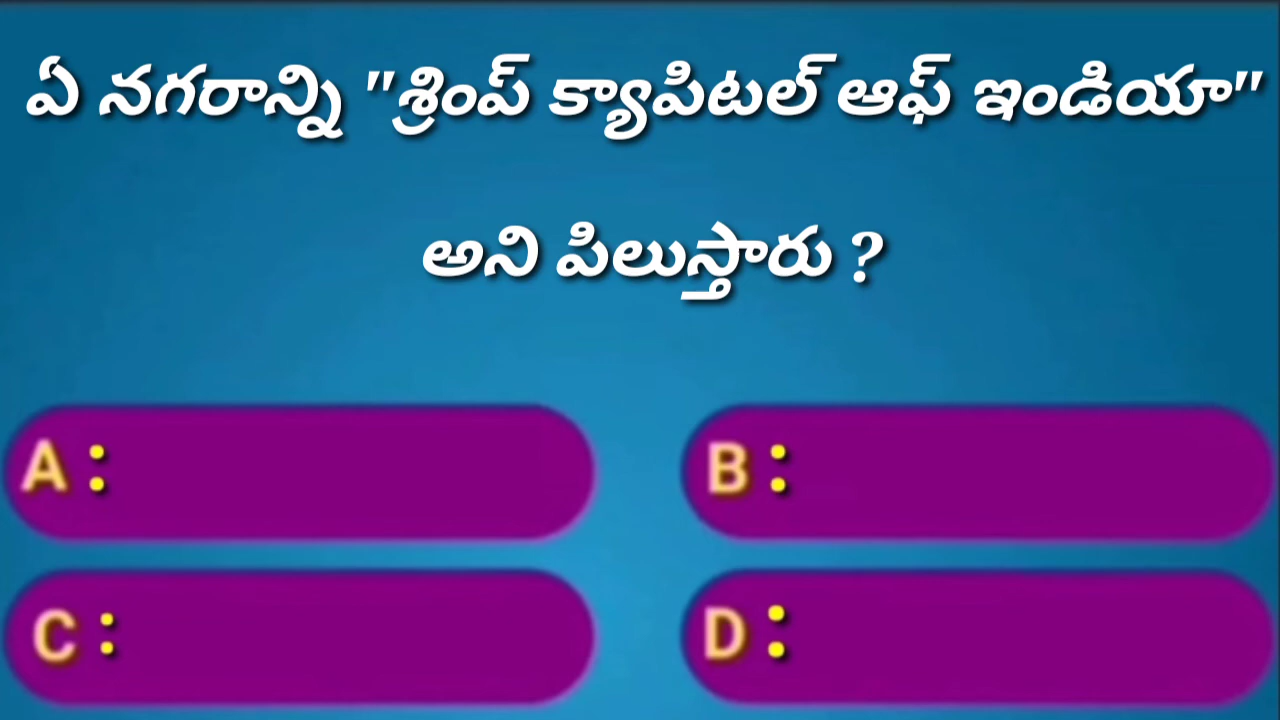 ఏ నగరాన్ని "శ్రింప్ క్యాపిటల్ ఆఫ్ ఇండియా"
అని పిలుస్తారు ?
A :
B :
C :
D :